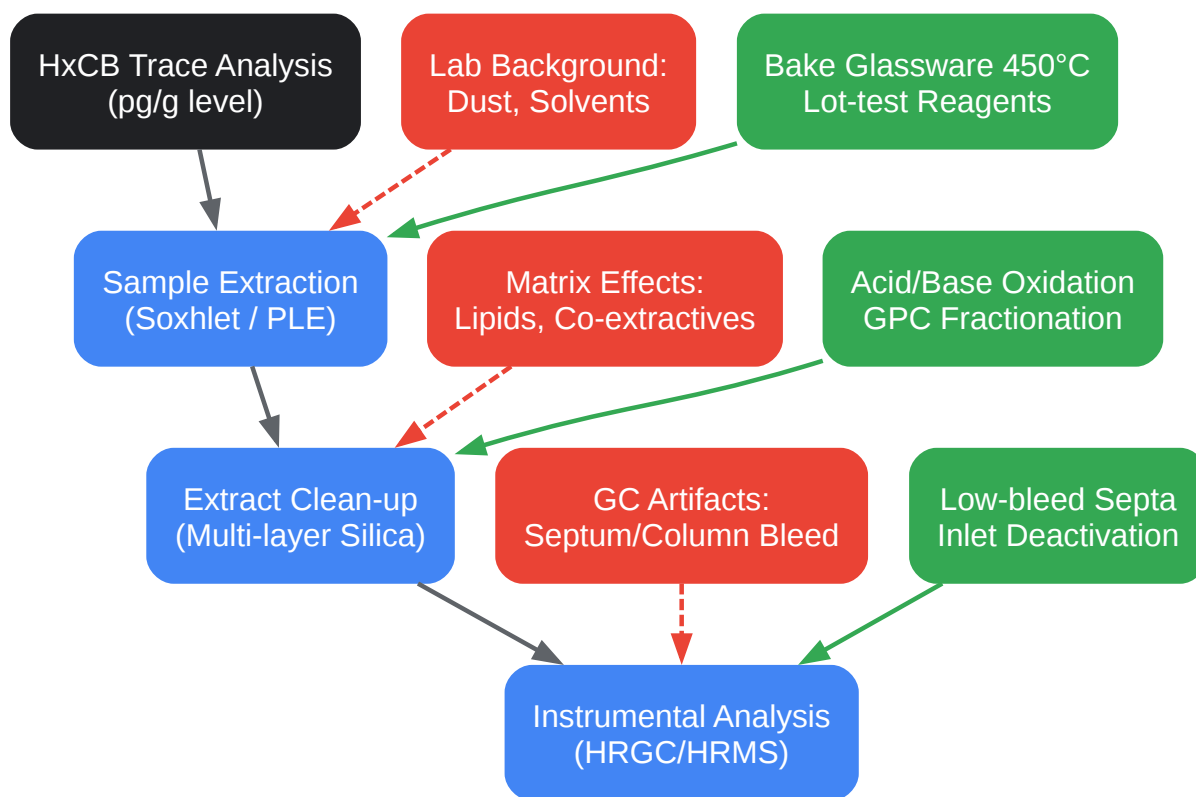 HxCB Trace Analysis
(pg/g level)
Lab Background:
Dust, Solvents
Bake Glassware 450°C
Lot-test Reagents
Sample Extraction
(Soxhlet / PLE)
Matrix Effects:
Lipids, Co-extractives
Acid/Base Oxidation
GPC Fractionation
Extract Clean-up
(Multi-layer Silica)
GC Artifacts:
Septum/Column Bleed
Low-bleed Septa
Inlet Deactivation
Instrumental Analysis
(HRGC/HRMS)